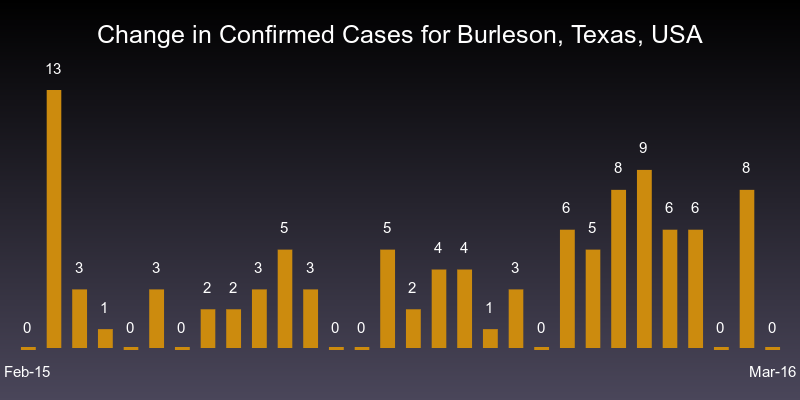 Change in Confirmed Cases for Burleson, Texas, USA
0 13 3 1 0 3 0 2 2 3 5 3 0 0 5 2 4 4 1 3 0 6 5 8 9 6 6 0 8 0
Feb-15 Mar-16